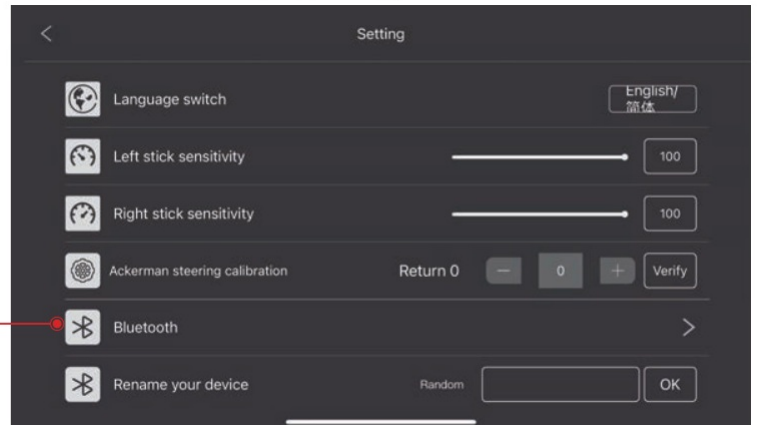 Setting
Language switch
English/
简体
Left stick sensitivity
100
Right stick sensitivity
100
Ackerman steering calibration
Return 0
0
Verify
Bluetooth
Rename your device
Random
OK